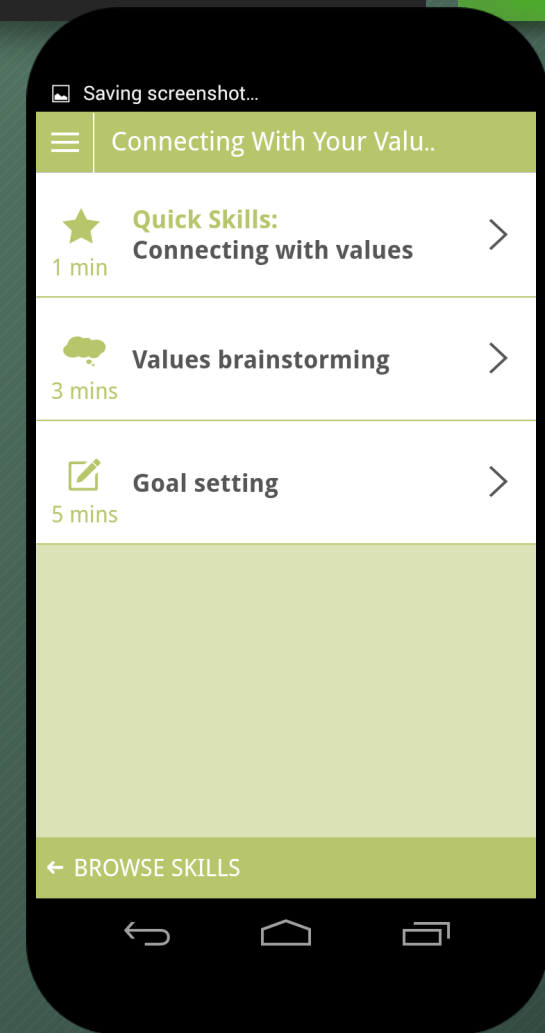 Saving screenshot...
Connecting With Your Valu..
Quick Skills:
Connecting with values
1 min
Values brainstorming
3 mins
Goal setting
5 mins
BROWSE SKILLS